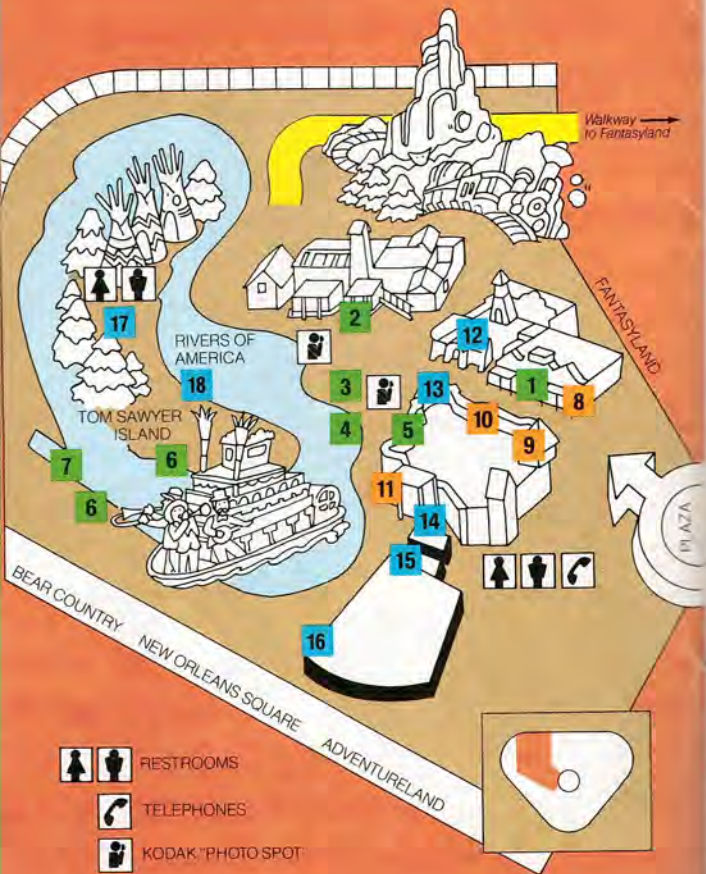 Walkway
to Fantasyland
FANTASYLAND
2
12
1
8
17
RIVERS OF
AMERICA
18
3
13
10
TOM SAWYER
ISLAND
4
5
9
7
6
6
11
14
PLAZA
15
16
BEAR COUNTRY NEW ORLEANS SQUARE ADVENTURELAND
RESTROOMS
TELEPHONES
KODAK "PHOTO SPOT